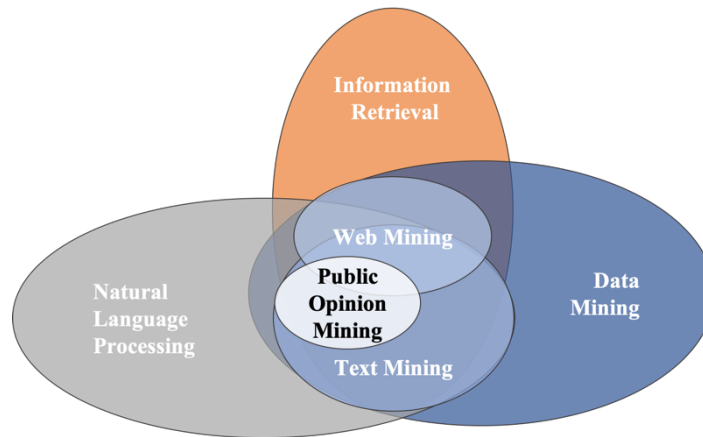 Information
Retrieval
Web Mining
Public
Opinion
Mining
Natural
Language
Processing
Data
Mining
Text Mining